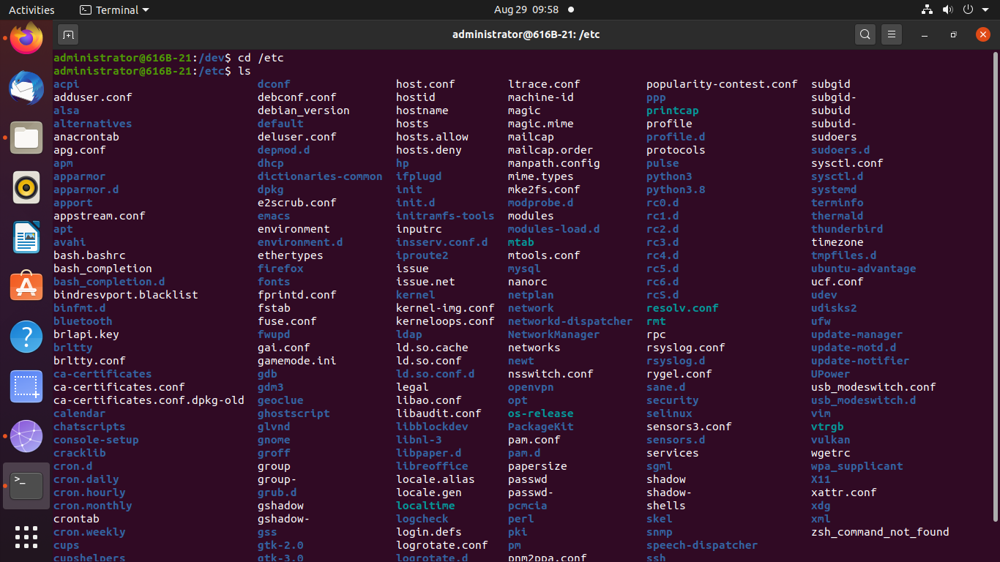 Activities Terminal Aug 29 09:58
administrator@616B-21: /etc
administrator@616B-21:/dev$ cd /etc
administrator@616B-21:/etc$ ls
acpi dconf host.conf ltrace.conf popularity-contest.conf subgid
adduser.conf debconf.conf hostid machine-id ppp subgid-
alsa debian_version hostname magic printcap subuid
alternatives default hosts magic.mime profile subuid-
anacrontab deluser.conf hosts.allow mailcap profile.d sudoers
apg.conf depmod.d hosts.deny mailcap.order protocols sudoers.d
apm dhcp hp manpath.config pulse sysctl.conf
apparmor dictionaries-common ifplugd mime.types python3 sysctl.d
apparmor.d dpkg init mke2fs.conf python3.8 systemd
apport e2scrub.conf init.d modprobe.d rc0.d terminfo
appstream.conf emacs initramfs-tools modules rc1.d thermald
apt environment inputrc modules-load.d rc2.d thunderbird
avahi environment.d insserv.conf.d mtab rc3.d timezone
bash.bashrc ethertypes iproute2 mtools.conf rc4.d tmpfiles.d
bash_completion firefox issue mysql rc5.d ubuntu-advantage
bash_completion.d fonts issue.net nanorc rc6.d ucf.conf
bindresvport.blacklist fprintd.conf kernel netplan rcS.d udev
binfmt.d fstab kernel-img.conf network resolv.conf udisks2
bluetooth fuse.conf kerneloops.conf networkd-dispatcher rmt ufw
brlapi.key fwupd ldap NetworkManager rpc update-manager
brltty gai.conf ld.so.cache networks rsyslog.conf update-motd.d
brltty.conf gamemode.ini ld.so.conf newt rsyslog.d update-notifier
ca-certificates gdb ld.so.conf.d nsswitch.conf rygel.conf UPower
ca-certificates.conf gdm3 legal openvpn sane.d usb_modeswitch.conf
ca-certificates.conf.dpkg-old geoclue libao.conf opt security usb_modeswitch.d
calendar ghostscript libaudit.conf os-release selinux vim
chatscripts glvnd libblockdev PackageKit sensors3.conf vtrgb
console-setup gnome libnl-3 pam.conf sensors.d vulkan
cracklib groff libpaper.d pam.d services wgetrc
cron.d group libreoffice papersize sgml wpa_supplicant
cron.daily group- locale.alias passwd shadow X11
cron.hourly grub.d locale.gen passwd- shadow- xattr.conf
cron.monthly gshadow localtime pcmcia shells xdg
crontab gshadow- logcheck perl skel xml
cron.weekly gss login.defs pki snmp zsh_command_not_found
cups gtk-2.0 logrotate.conf pm speech-dispatcher
cupshelpers gtk-3.0 logrotate.d pnm2ppa.conf ssh